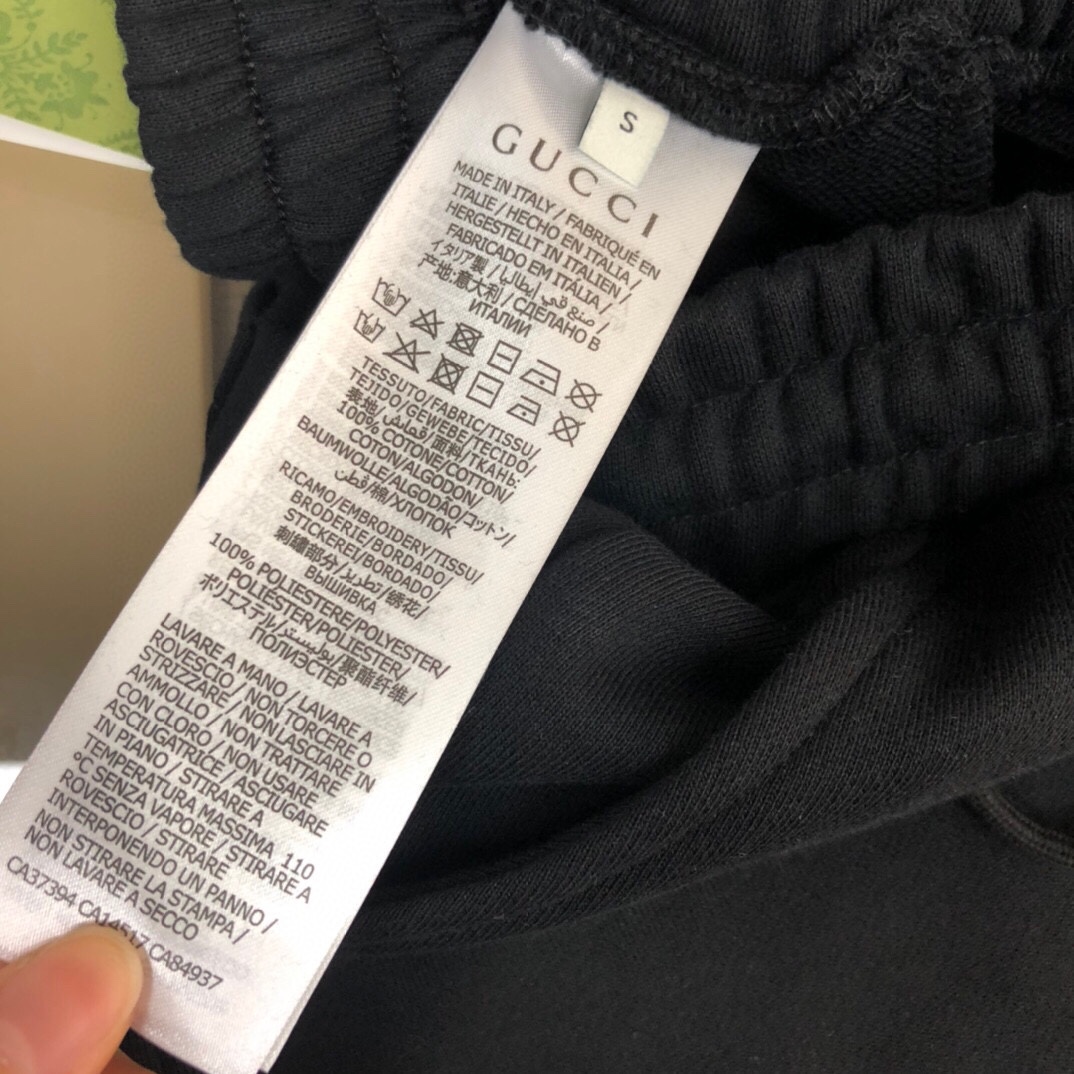 S
GUCCI
MADE IN ITALY / FABRIQUÉ EN
ITALIE / HECHO EN ITALIA /
HERGESTELLT IN ITALIEN/
FABRICADO EM ITALIA /
イタリア製 / صنع في إيطاليا /
产地:意大利 / СДЕЛАНО В
ИТАЛИИ
TESSUTO/FABRIC/TISSU/
TEJIDO/GEWEBE/TECIDO/
表地/قماش/面料/ТКАНЬ:
100% COTONE/COTTON/
COTON/ALGODON/
BAUMWOLLE/ALGODÃO/コットン/
قطن/棉/ХЛОПОК
RICAMO/EMBROIDERY/TISSU/
BRODERIE/BORDADO/
STICKEREI/BORDADO/
刺繍部分/تطريز/绣花/
ВЫШИВКА
100% POLIESTERE/POLYESTER/
POLYESTER/POLIESTER/
POLIÉSTER/POLIESTER/
ポリエステル/بوليستر/聚酯纤维/
ПОЛИЭСТЕР
LAVARE A MANO / LAVARE A
ROVESCIO / NON TORCERE O
STRIZZARE / NON LASCIARE IN
AMMOLLO / NON TRATTARE
CON CLORO / NON USARE
ASCIUGATRICE / ASCIUGARE
IN PIANO / STIRARE A
TEMPERATURA MASSIMA, 110
°C SENZA VAPORE / STIRARE A
ROVESCIO / STIRARE
INTERPONENDO UN PANNO /
NON STIRARE LA STAMPA /
NON LAVARE A SECCO
CA37394 CA14517 CA84937